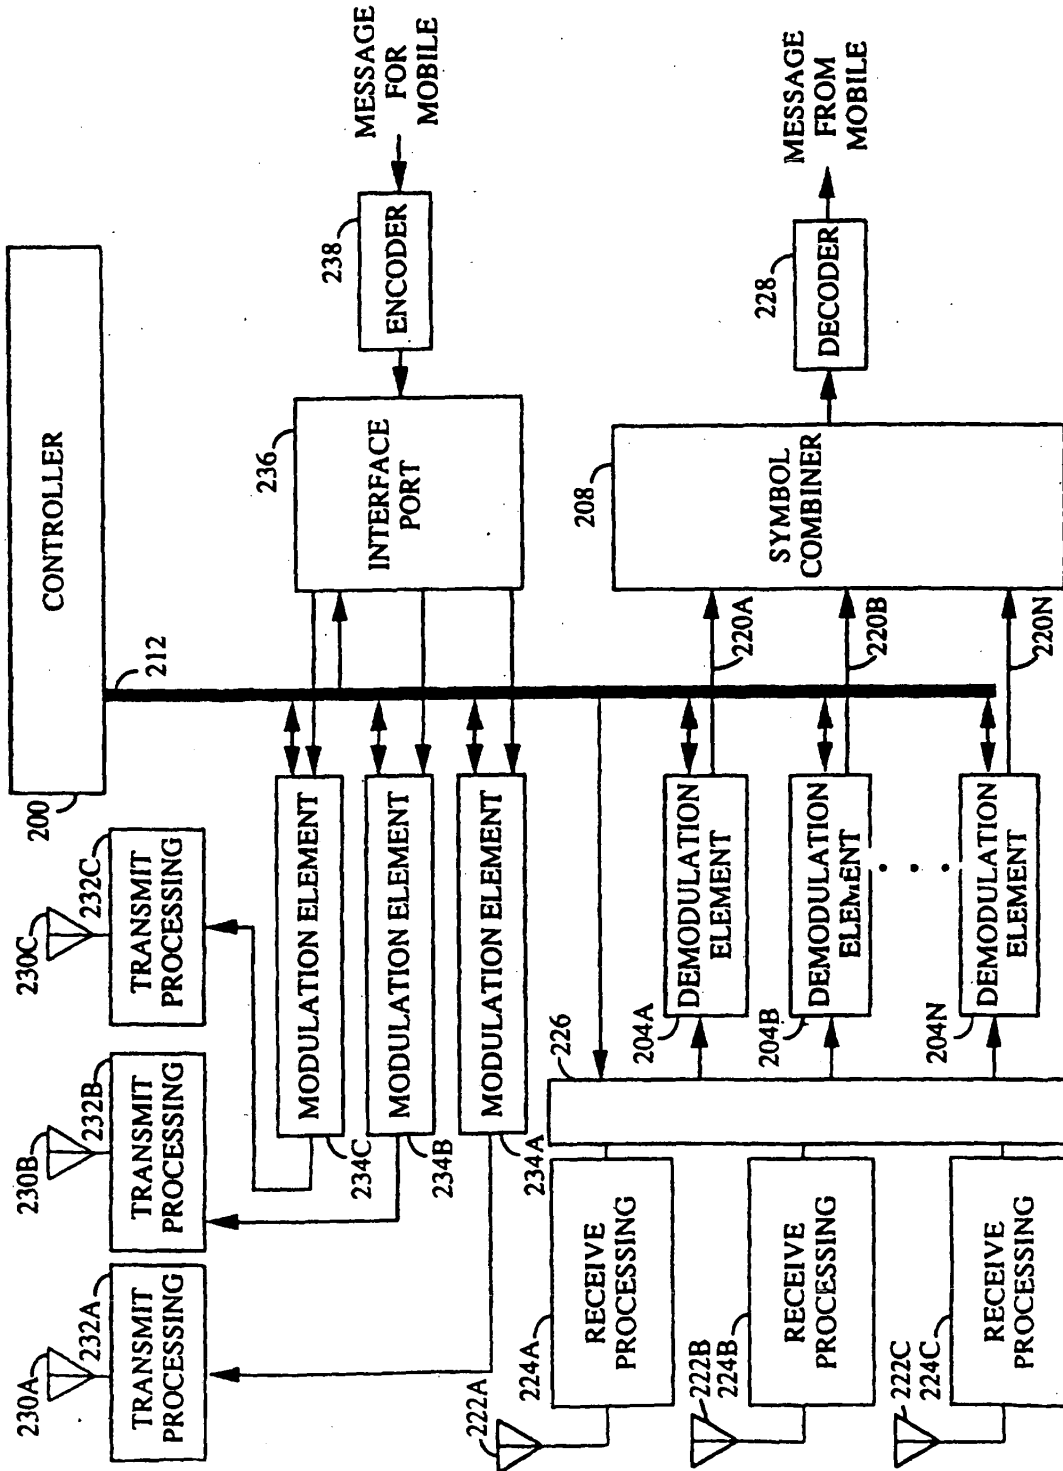 CONTROLLER
200
212
230A
232A
TRANSMIT
PROCESSING
230B
232B
TRANSMIT
PROCESSING
230C
232C
TRANSMIT
PROCESSING
234C
MODULATION ELEMENT
234B
MODULATION ELEMENT
234A
MODULATION ELEMENT
236
INTERFACE
PORT
238
ENCODER
MESSAGE
FOR
MOBILE
222A
224A
RECEIVE
PROCESSING
222B
224B
RECEIVE
PROCESSING
222C
224C
RECEIVE
PROCESSING
226
204A
DEMODULATION
ELEMENT
204B
DEMODULATION
ELEMENT
204N
DEMODULATION
ELEMENT
220A
220B
220N
208
SYMBOL
COMBINER
228
DECODER
MESSAGE
FROM
MOBILE